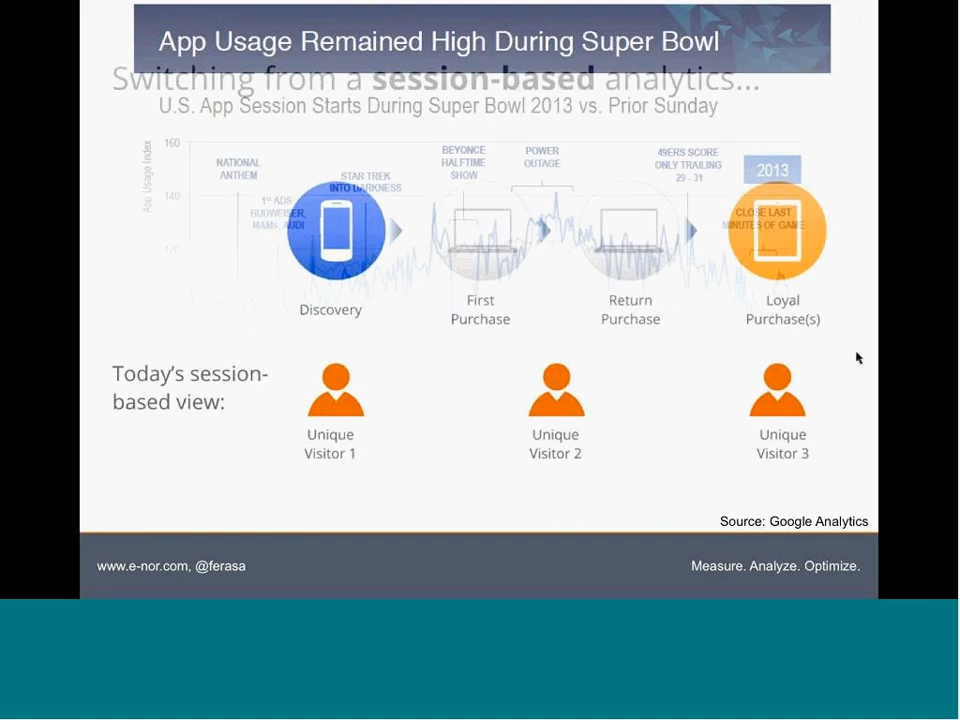 App Usage Remained High During Super Bowl
Switching from a session-based analytics...
U.S. App Session Starts During Super Bowl 2013 vs. Prior Sunday
App Usage Index
160
140
120
NATIONAL
ANTHEM
1st ADS
BUDWEISER,
M&Ms, AUDI
STAR TREK
INTO DARKNESS
BEYONCE
HALFTIME
SHOW
POWER
OUTAGE
49ERS SCORE
ONLY TRAILING
29 - 31
2013
CLOSE LAST
MINUTES OF GAME
Discovery
First
Purchase
Return
Purchase
Loyal
Purchase(s)
Today's session-
based view:
Unique
Visitor 1
Unique
Visitor 2
Unique
Visitor 3
Source: Google Analytics
www.e-nor.com, @ferasa
Measure. Analyze. Optimize.